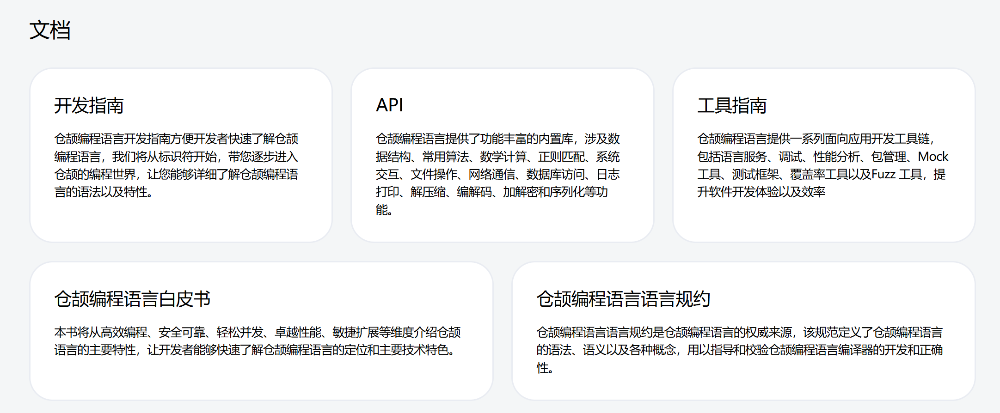 文档
开发指南
仓颉编程语言开发指南方便开发者快速了解仓颉
编程语言，我们将从标识符开始，带您逐步进入
仓颉的编程世界，让您能够详细了解仓颉编程语
言的语法以及特性。
API
仓颉编程语言提供了功能丰富的内置库，涉及数
据结构、常用算法、数学计算、正则匹配、系统
交互、文件操作、网络通信、数据库访问、日志
打印、解压缩、编解码、加解密和序列化等功
能。
工具指南
仓颉编程语言提供一系列面向应用开发工具链，
包括语言服务、调试、性能分析、包管理、Mock
工具、测试框架、覆盖率工具以及Fuzz 工具，提
升软件开发体验以及效率
仓颉编程语言白皮书
本书将从高效编程、安全可靠、轻松并发、卓越性能、敏捷扩展等维度介绍仓颉
语言的主要特性，让开发者能够快速了解仓颉编程语言的定位和主要技术特色。
仓颉编程语言语言规约
仓颉编程语言语言规约是仓颉编程语言的权威来源，该规范定义了仓颉编程语言
的语法、语义以及各种概念，用以指导和校验仓颉编程语言编译器的开发和正确
性。